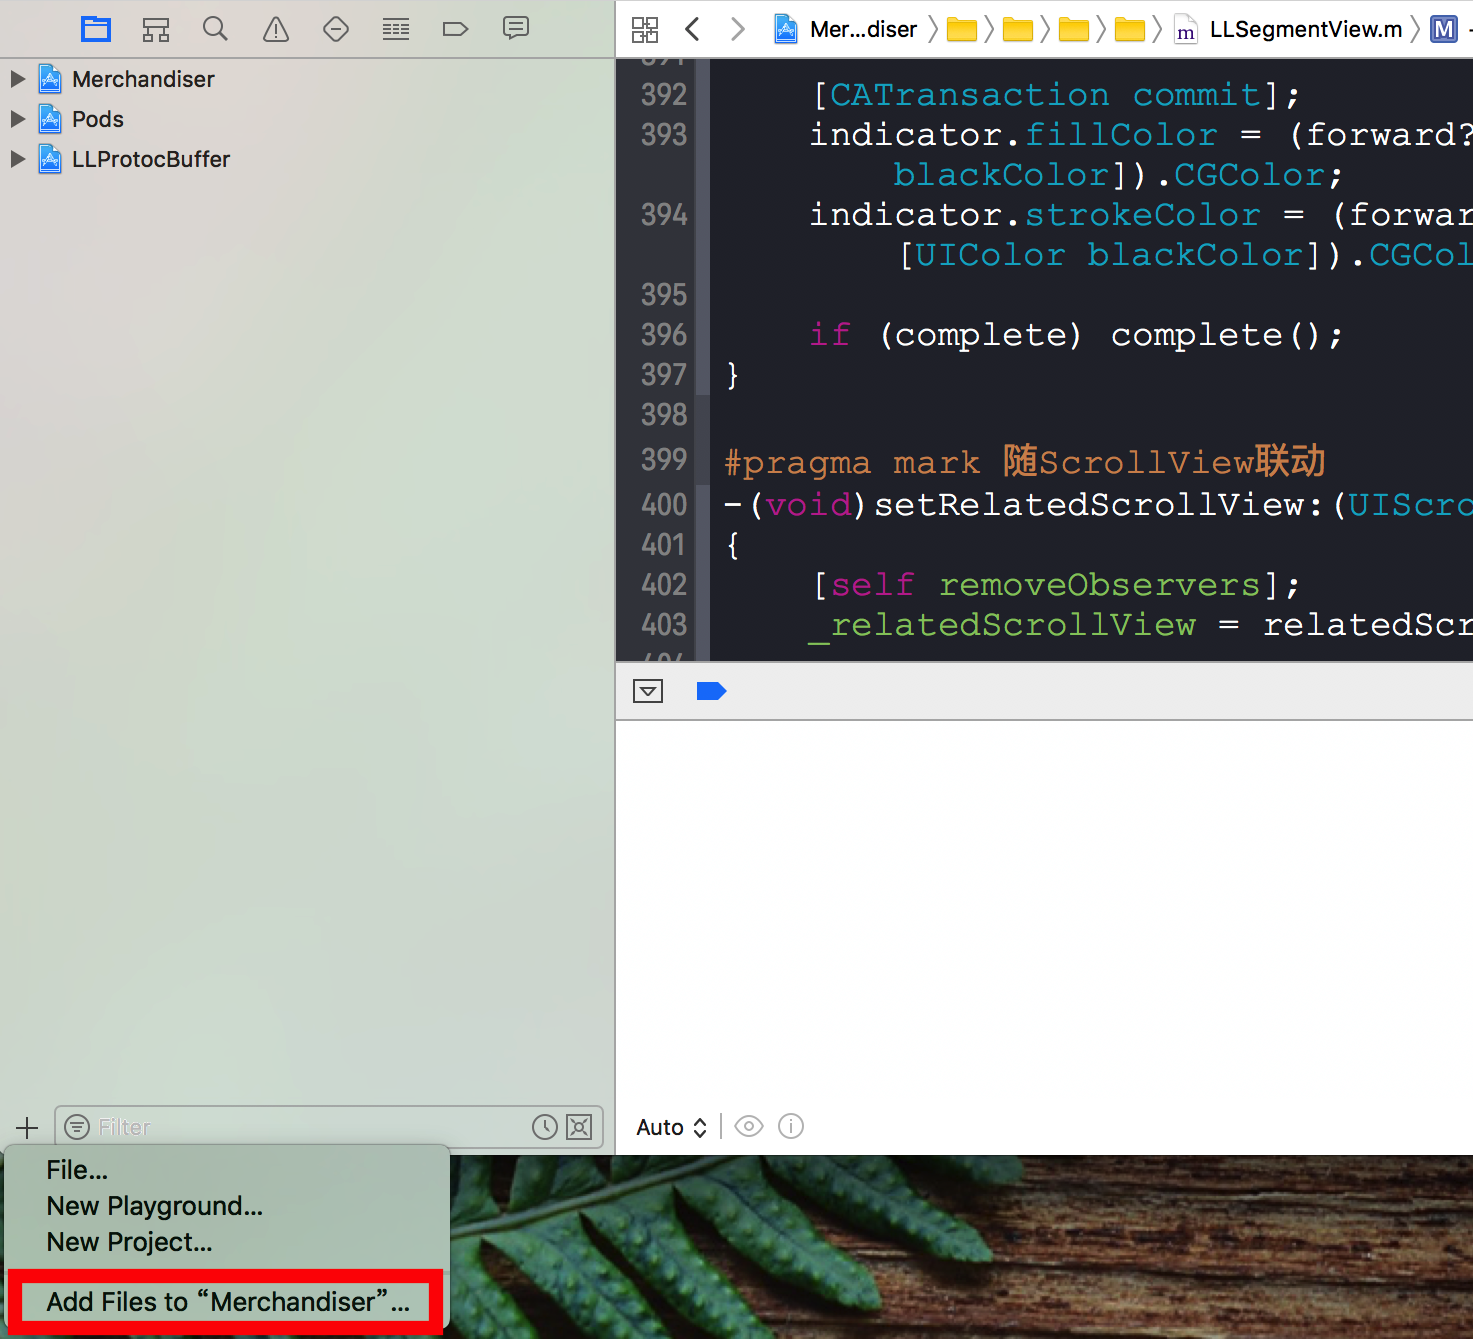 Merchandiser
Pods
LLProtocBuffer
Mer...diser
LLSegmentView.m
M
392 [CATransaction commit];
393 indicator.fillColor = (forward?
blackColor]).CGColor;
394 indicator.strokeColor = (forwar
[UIColor blackColor]).CGCol
395
396 if (complete) complete();
397 }
398
399 #pragma mark 随ScrollView联动
400 -(void)setRelatedScrollView:(UIScro
401 {
402 [self removeObservers];
403 _relatedScrollView = relatedScr
Filter
Auto
File...
New Playground...
New Project...
Add Files to “Merchandiser”...